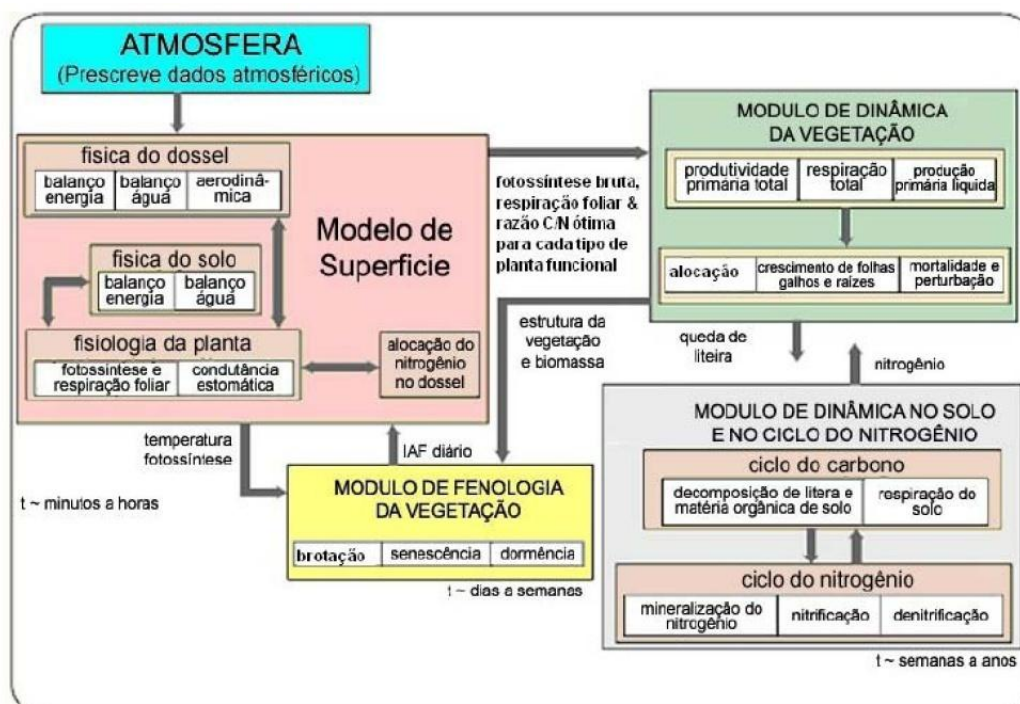 ATMOSFERA
(Prescreve dados atmosféricos)
fisica do dossel
balanço
energia
balanço
água
aerodinâ-
mica
Modelo de
Superficie
fisica do solo
balanço
energia
balanço
água
fisiologia da planta
fotossíntese e
respiração foliar
condutância
estomática
alocação do
nitrogênio
no dossel
fotossíntese bruta,
respiração foliar &
razão C/N ótima
para cada tipo de
planta funcional
MODULO DE DINÂMICA
DA VEGETAÇÃO
produtividade
primária total
respiração
total
produção
primária liquida
alocação
crescimento de folhas
galhos e raízes
mortalidade e
perturbação
estrutura da
vegetação
e biomassa
queda de
liteira
nitrogênio
temperatura
fotossíntese
IAF diário
t ~ minutos a horas
MODULO DE FENOLOGIA
DA VEGETAÇÃO
brotação
senescência
dormência
t ~ dias a semanas
MODULO DE DINÂMICA NO SOLO
E NO CICLO DO NITROGÊNIO
ciclo do carbono
decomposição de litera e
matéria orgânica de solo
respiração do
solo
ciclo do nitrogênio
mineralização do
nitrogênio
nitrificação
denitrificação
t ~ semanas a anos